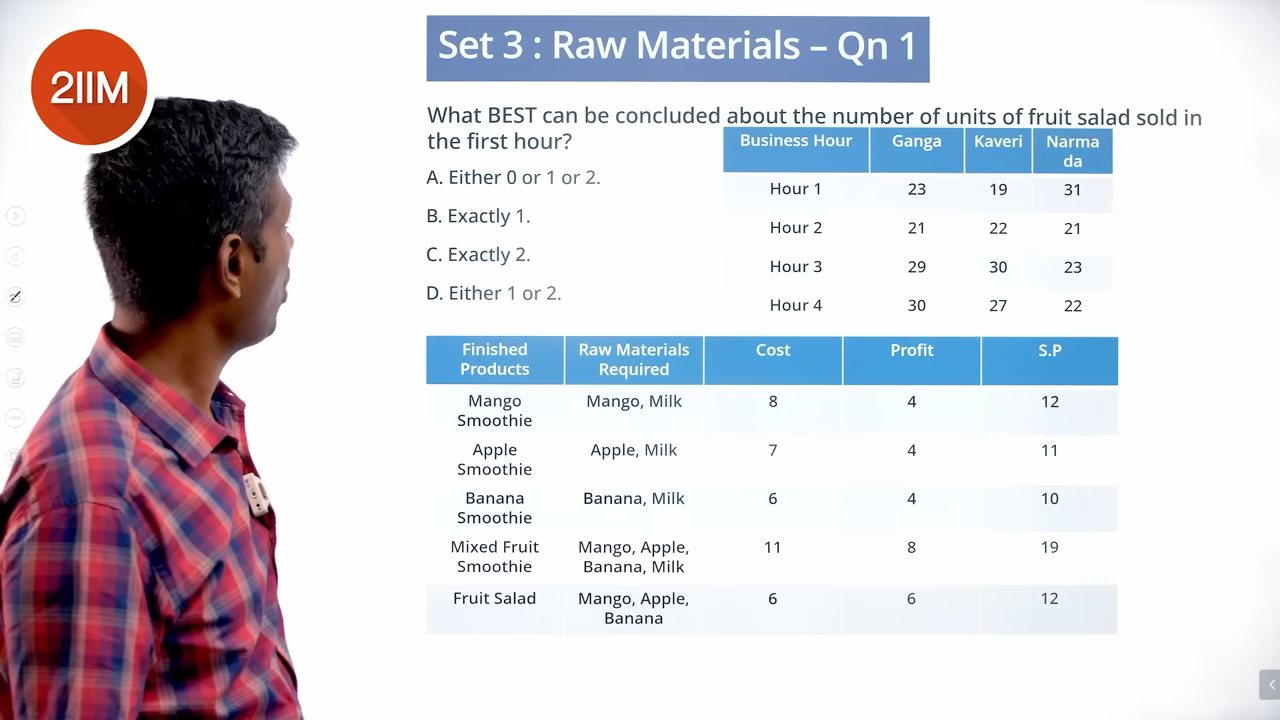 2IIM
Set 3 : Raw Materials – Qn 1
What BEST can be concluded about the number of units of fruit salad sold in
the first hour?
A. Either 0 or 1 or 2.
B. Exactly 1.
C. Exactly 2.
D. Either 1 or 2.
Business Hour Ganga Kaveri Narma
da
Hour 1 23 19 31
Hour 2 21 22 21
Hour 3 29 30 23
Hour 4 30 27 22
Finished Raw Materials Cost Profit S.P
Products Required
Mango Mango, Milk 8 4 12
Smoothie
Apple Apple, Milk 7 4 11
Smoothie
Banana Banana, Milk 6 4 10
Smoothie
Mixed Fruit Mango, Apple, 11 8 19
Smoothie Banana, Milk
Fruit Salad Mango, Apple, 6 6 12
Banana